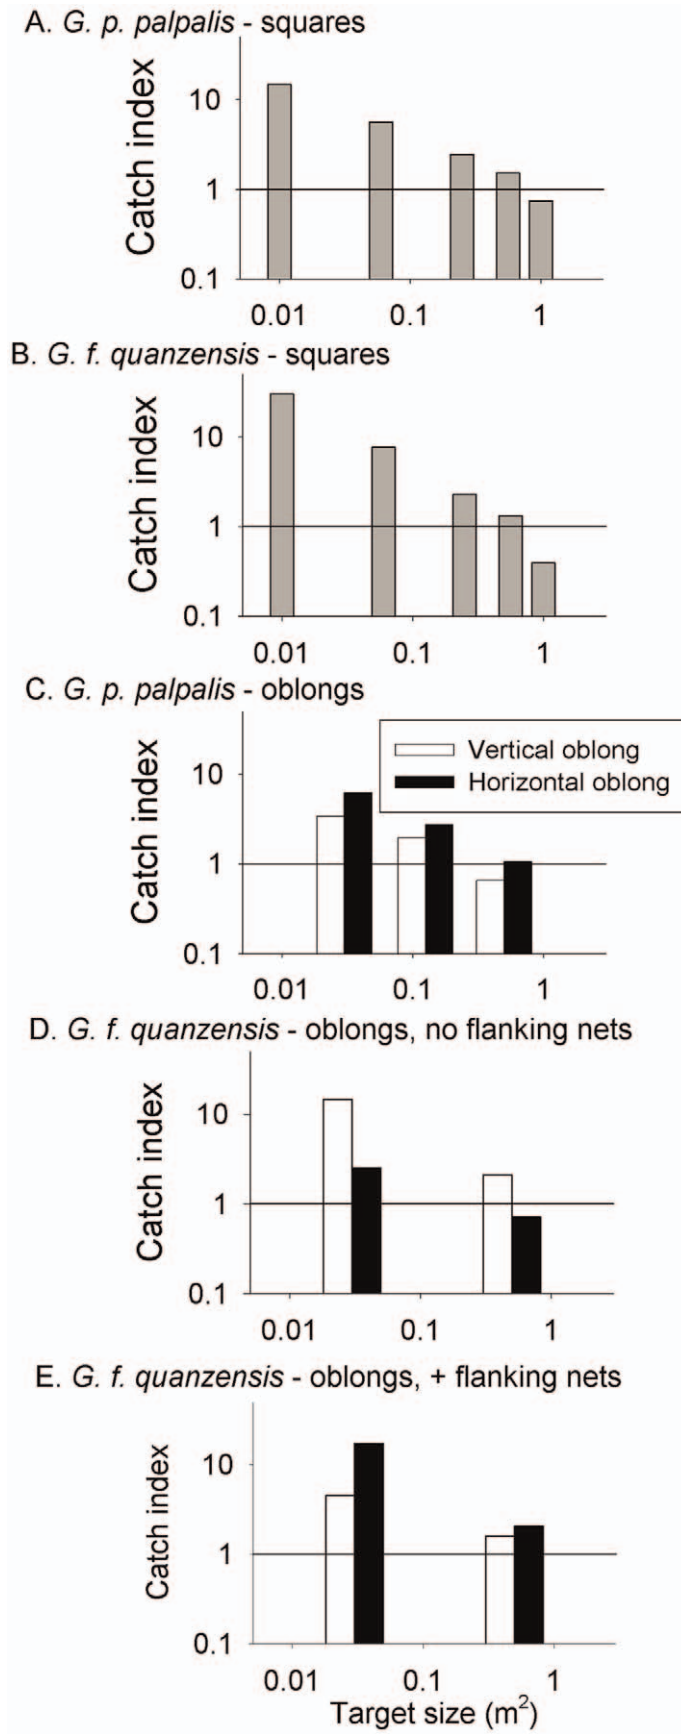 A. G. p. palpalis - squares
Catch index
10
1
0.1
0.01 0.1 1
B. G. f. quanzensis - squares
Catch index
10
1
0.1
0.01 0.1 1
C. G. p. palpalis - oblongs
Catch index
10
1
0.1
Vertical oblong
Horizontal oblong
0.01 0.1 1
D. G. f. quanzensis - oblongs, no flanking nets
Catch index
10
1
0.1
0.01 0.1 1
E. G. f. quanzensis - oblongs, + flanking nets
Catch index
10
1
0.1
0.01 0.1 1
Target size (m²)